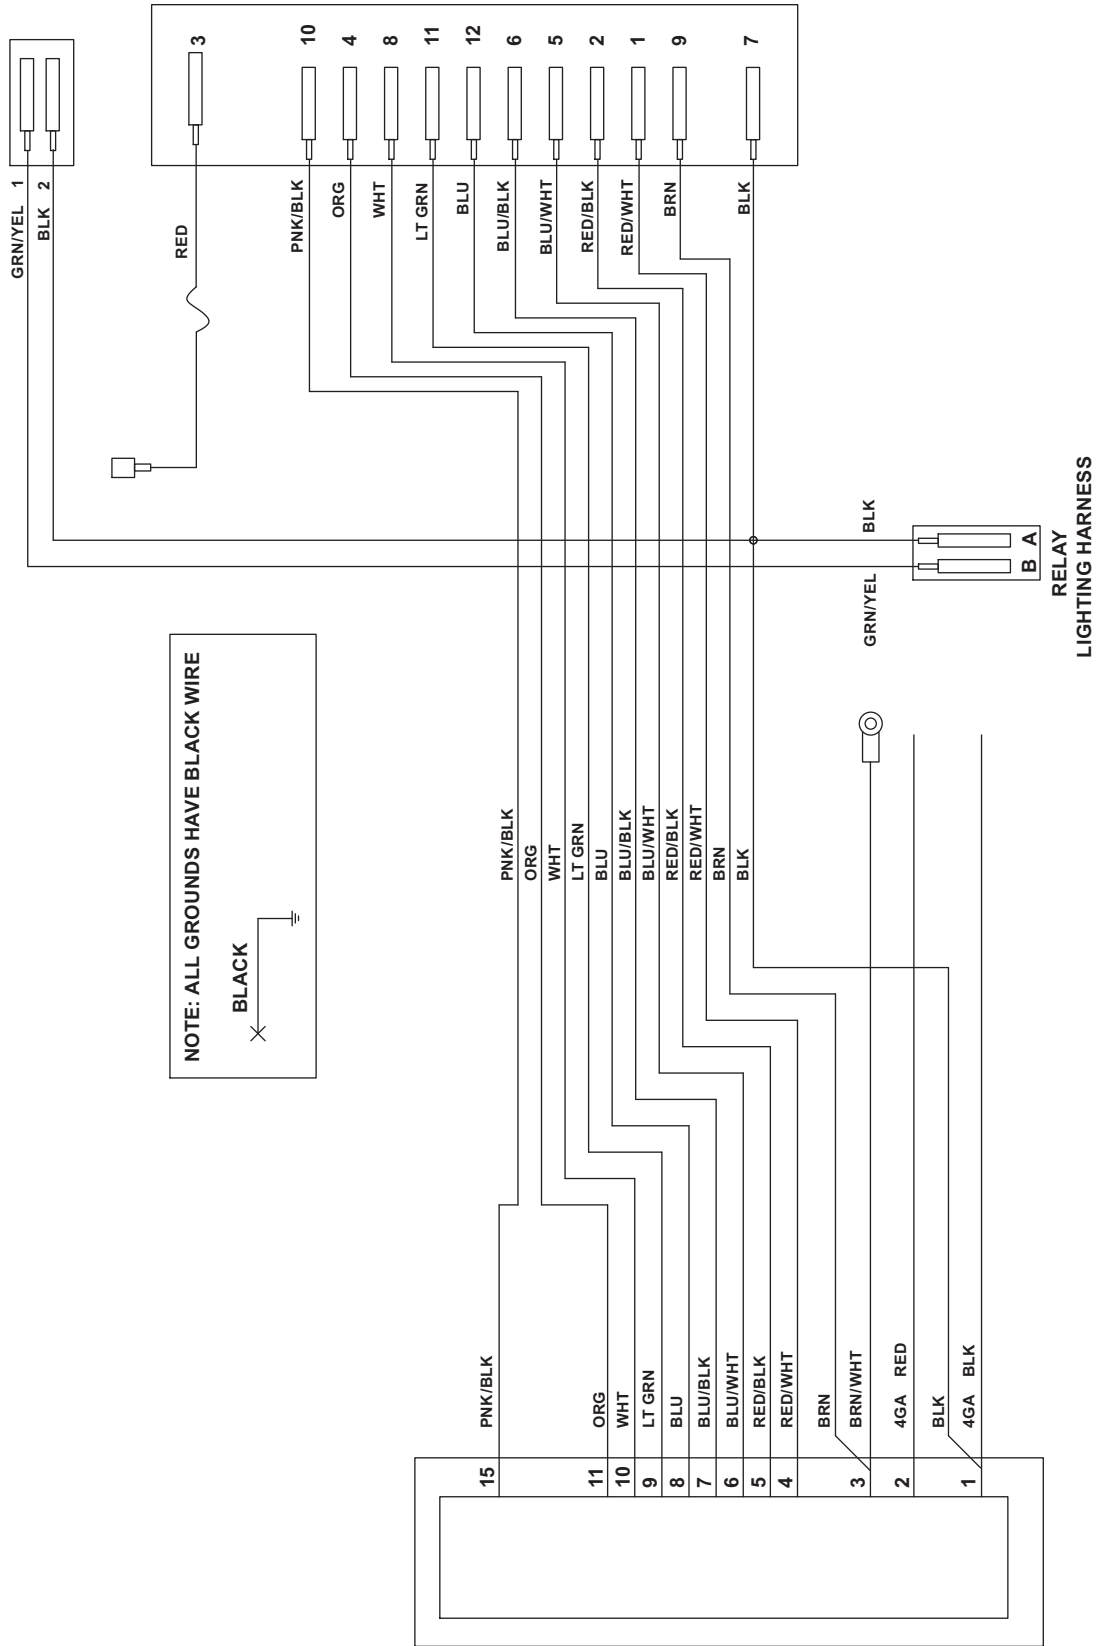 GRN/YEL 1
BLK 2
3
10
4
8
11
12
6
5
2
1
9
7
RED
PNK/BLK
ORG
WHT
LT GRN
BLU
BLU/BLK
BLU/WHT
RED/BLK
RED/WHT
BRN
BLK
NOTE: ALL GROUNDS HAVE BLACK WIRE
BLACK
BLK
GRN/YEL
A
B
RELAY
LIGHTING HARNESS
PNK/BLK
ORG
WHT
LT GRN
BLU
BLU/BLK
BLU/WHT
RED/BLK
RED/WHT
BRN
BLK
PNK/BLK
ORG
WHT
LT GRN
BLU
BLU/BLK
BLU/WHT
RED/BLK
RED/WHT
BRN
BRN/WHT
4GA RED
BLK
4GA BLK
15
11
10
9
8
7
6
5
4
3
2
1